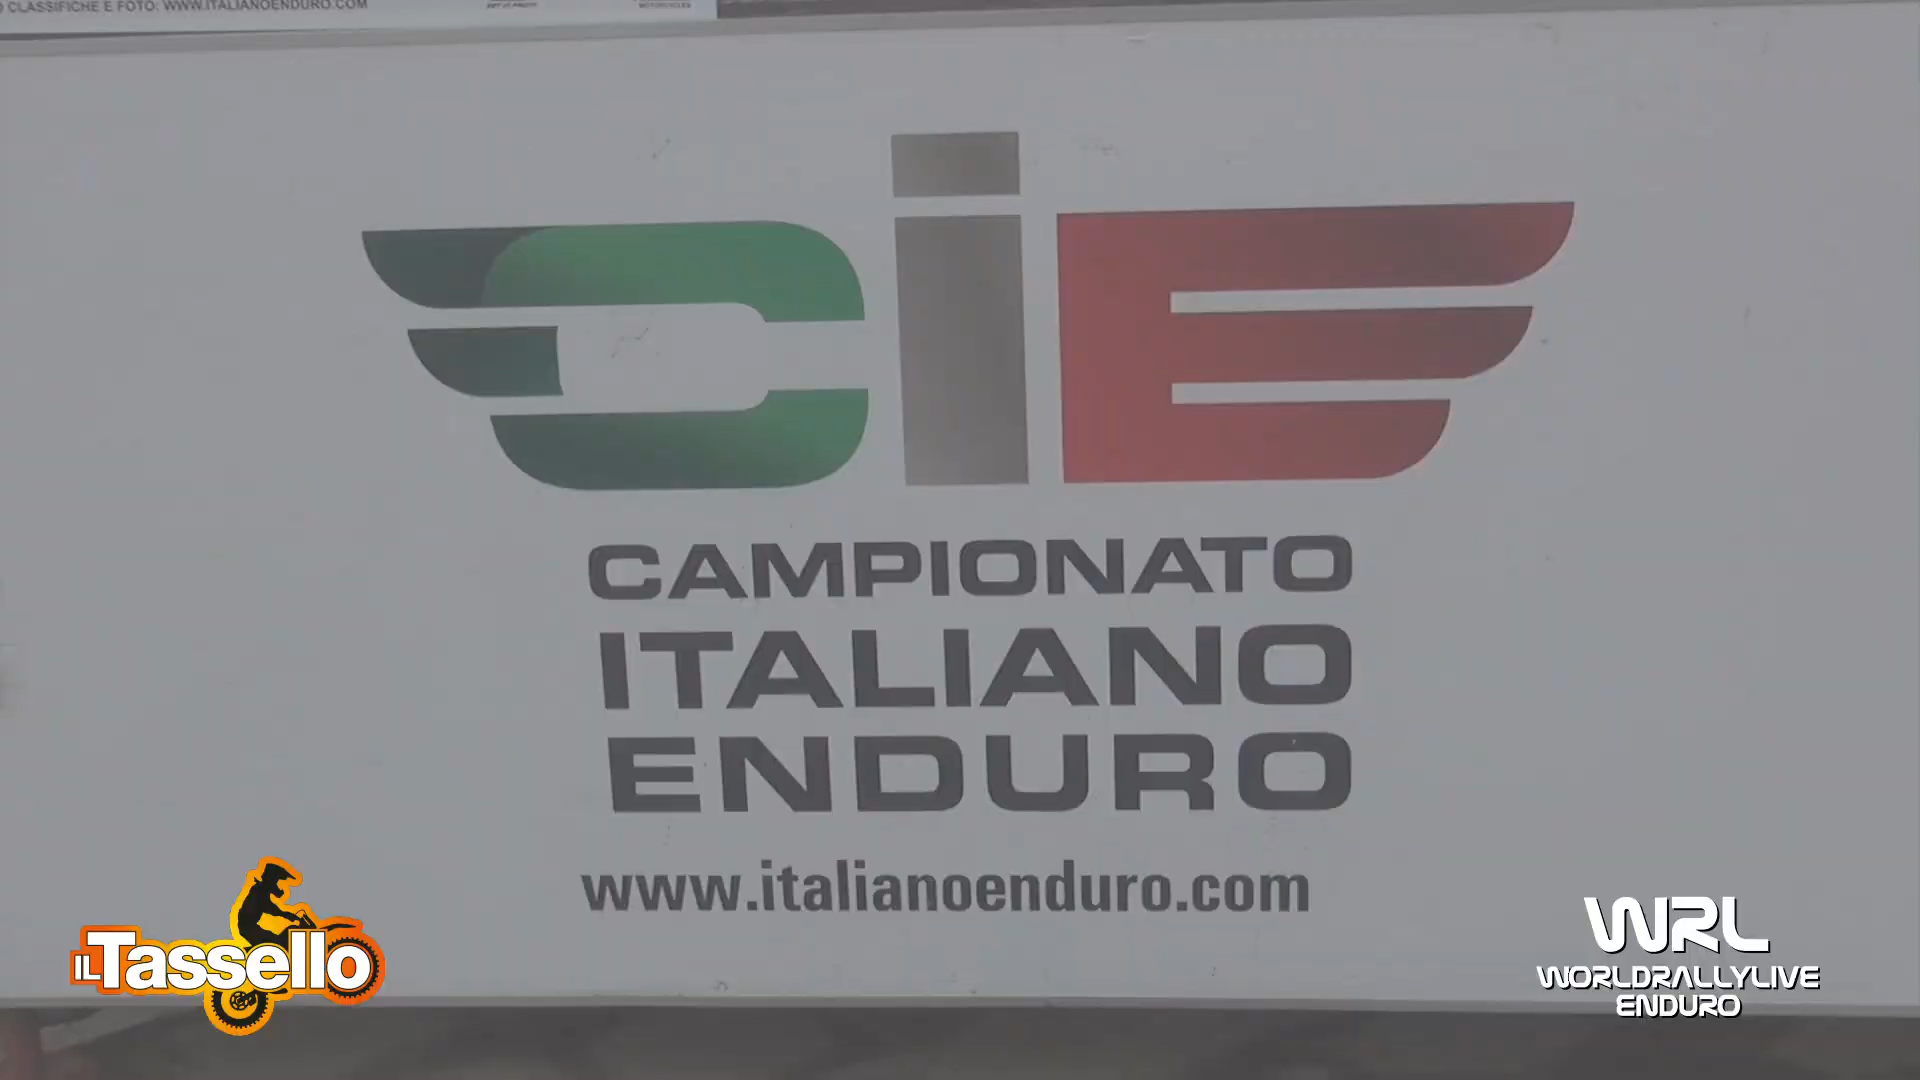 CLASSIFICHE E FOTO: WWW.ITALIANOENDURO.COM
CIE
CAMPIONATO
ITALIANO
ENDURO
www.italianoenduro.com
IL Tassello
WRL
WORLDRALLYLIVE
ENDURO